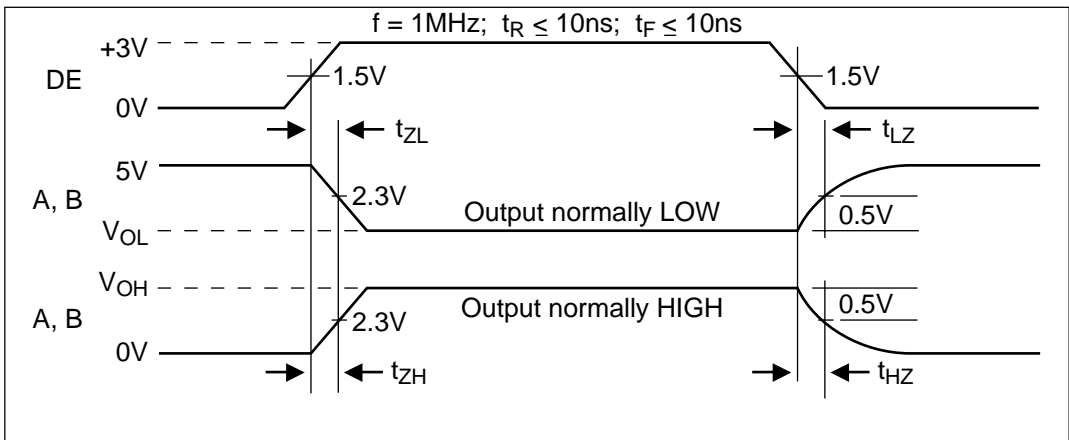 f = 1MHz; tR ≤ 10ns; tF ≤ 10ns
+3V
DE
1.5V
1.5V
0V
tZL
tLZ
5V
A, B
2.3V
Output normally LOW
0.5V
VOL
VOH
A, B
2.3V
Output normally HIGH
0.5V
0V
tZH
tHZ